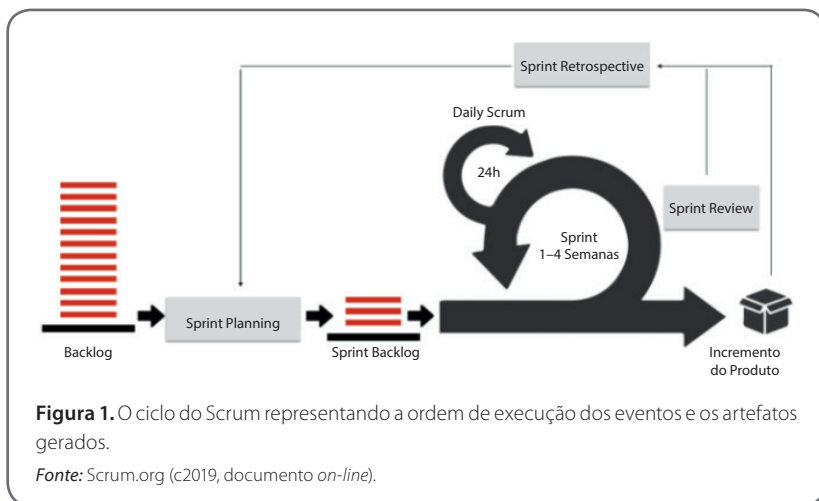 Sprint Retrospective
Daily Scrum
24h
Sprint Review
Sprint
1–4 Semanas
Sprint Planning
Backlog
Sprint Backlog
Incremento
do Produto
Figura 1. O ciclo do Scrum representando a ordem de execução dos eventos e os artefatos
gerados.
Fonte: Scrum.org (c2019, documento on-line).